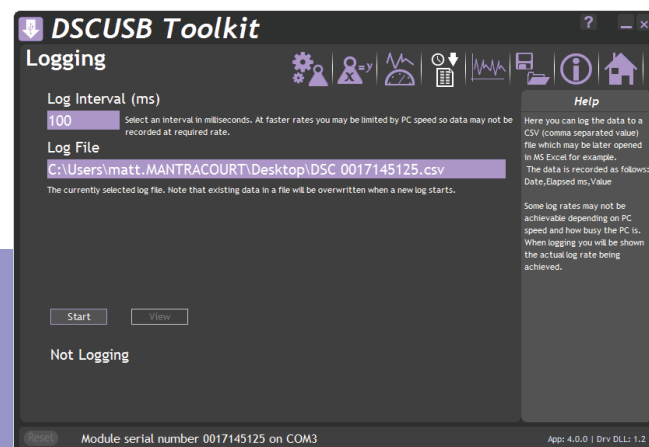 DSCUSB Toolkit
?
Logging
=y
Log Interval (ms)
100
Select an interval in milliseconds. At faster rates you may be limited by PC speed so data may not be
recorded at required rate.
Log File
C:\Users\matt.MANTRACOURT\Desktop\DSC 0017145125.csv
The currently selected log file. Note that existing data in a file will be overwritten when a new log starts.
Start
View
Not Logging
Help
Here you can log the data to a
CSV (comma separated value)
file which may be later opened
in MS Excel for example.
The data is recorded as follows:
Date,Elapsed ms,Value
Some log rates may not be
achievable depending on PC
speed and how busy the PC is.
When logging you will be shown
the actual log rate being
achieved.
Reset
Module serial number 0017145125 on COM3
App: 4.0.0 | Drv DLL: 1.2